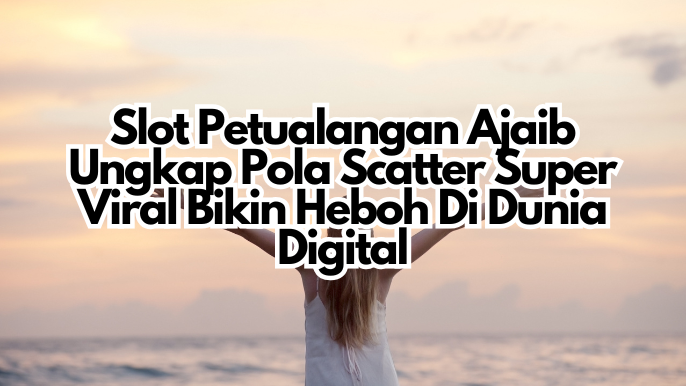 Slot Petualangan Ajaib
Ungkap Pola Scatter Super
Viral Bikin Heboh Di Dunia
Digital